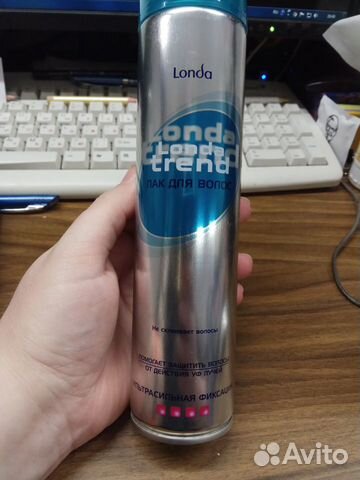 Londa
Londa
Londa
trend
ЛАК ДЛЯ ВОЛОС
Не склеивает волосы
ПОМОГАЕТ ЗАЩИТИТЬ ВОЛОСЫ
ОТ ДЕЙСТВИЯ УФ ЛУЧЕЙ
УЛЬТРАСИЛЬНАЯ ФИКСАЦИЯ
Avito